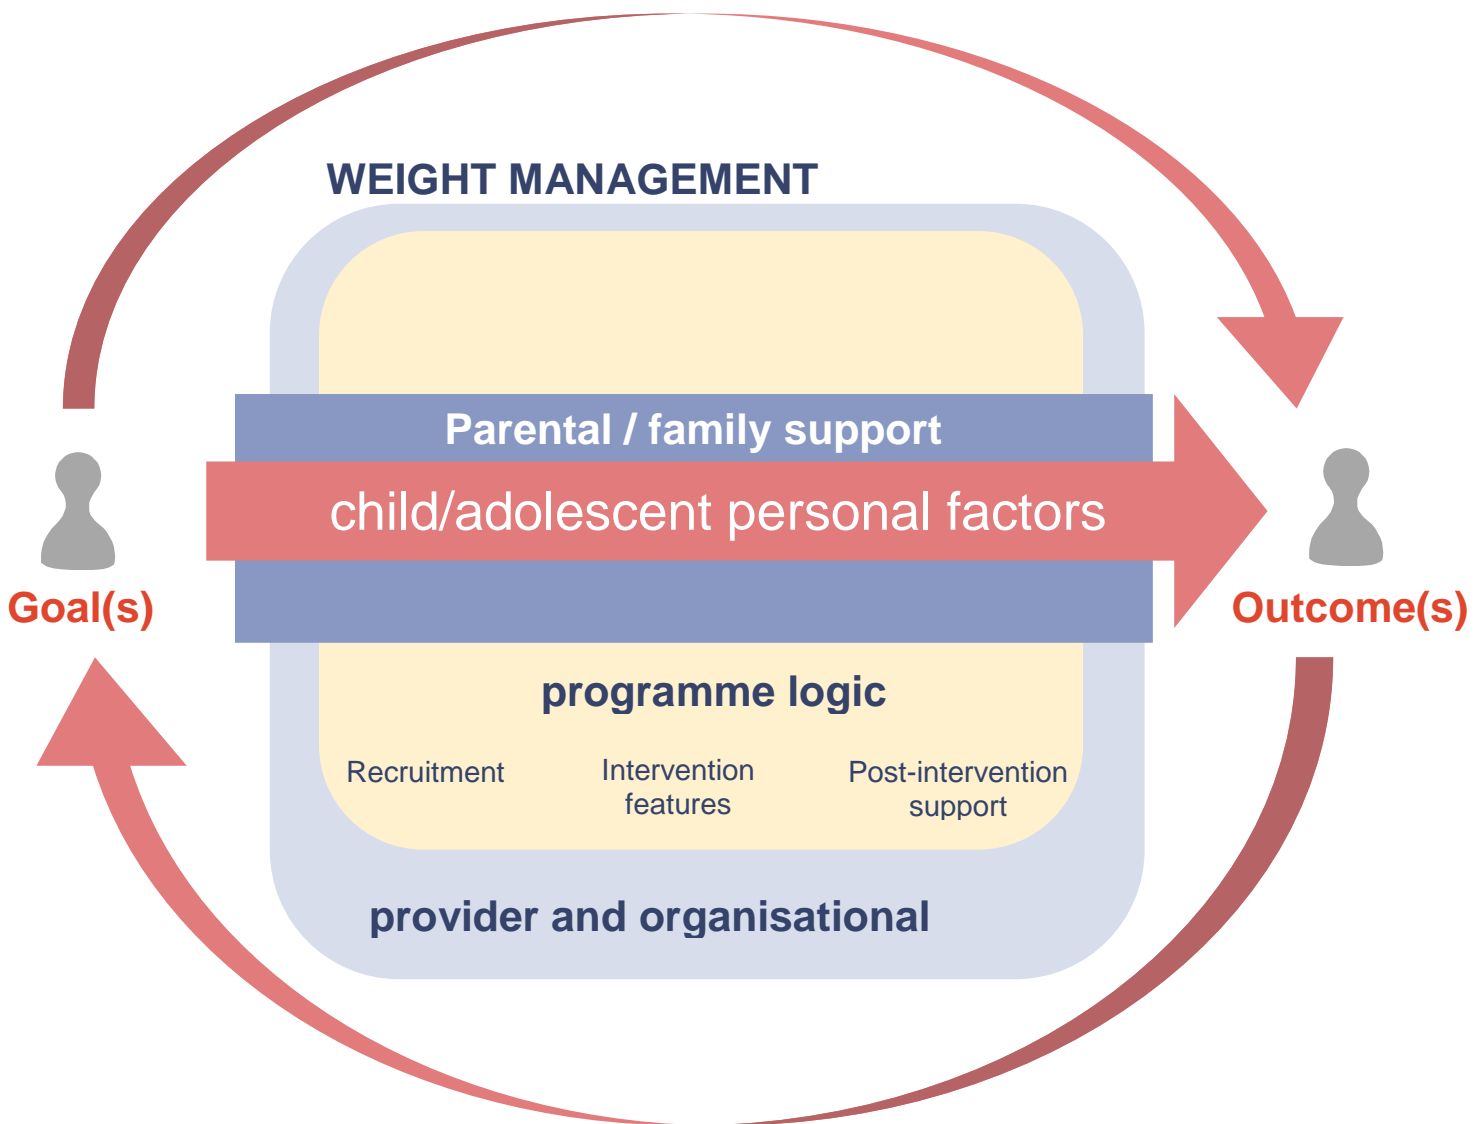 WEIGHT MANAGEMENT
Parental / family support
child/adolescent personal factors
Goal(s)
Outcome(s)
programme logic
Recruitment
Intervention
features
Post-intervention
support
provider and organisational